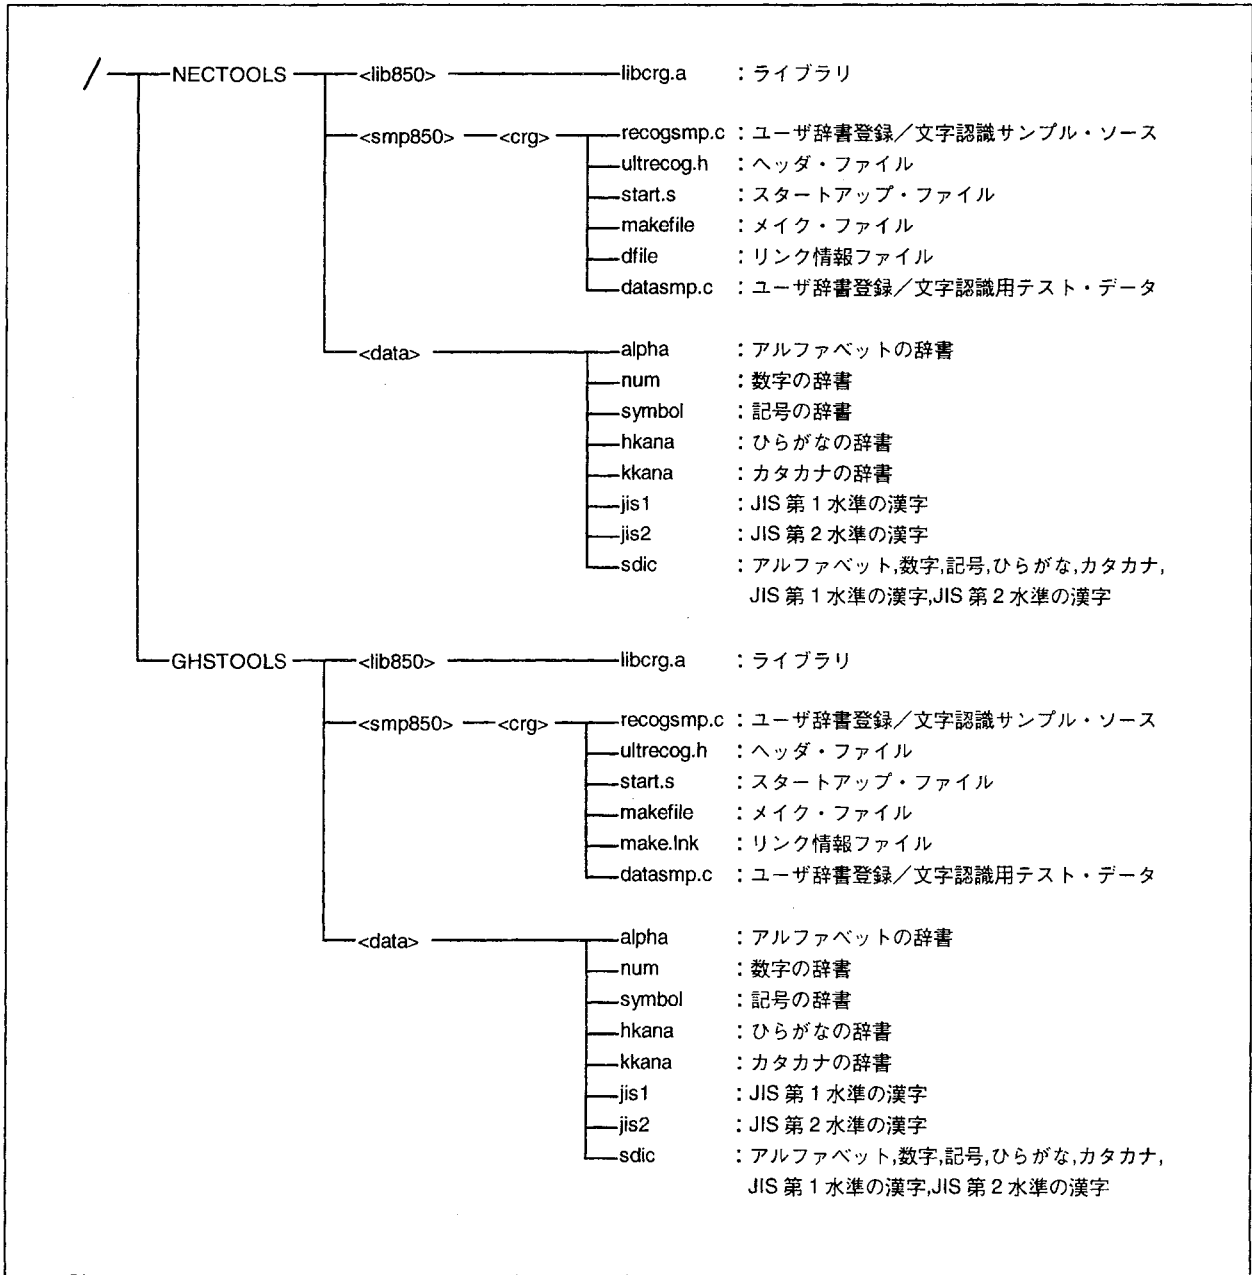 / NECTOOLS <lib850> libcrg.a ：ライブラリ
<smp850> <crg> recogsmp.c ：ユーザ辞書登録／文字認識サンプル・ソース
ultrecog.h ：ヘッダ・ファイル
start.s ：スタートアップ・ファイル
makefile ：メイク・ファイル
dfile ：リンク情報ファイル
datasmp.c ：ユーザ辞書登録／文字認識用テスト・データ
<data> alpha ：アルファベットの辞書
num ：数字の辞書
symbol ：記号の辞書
hkana ：ひらがなの辞書
kkana ：カタカナの辞書
jis1 ：JIS 第 1 水準の漢字
jis2 ：JIS 第 2 水準の漢字
sdic ：アルファベット,数字,記号,ひらがな,カタカナ,
JIS 第 1 水準の漢字,JIS 第 2 水準の漢字
GHSTOOLS <lib850> libcrg.a ：ライブラリ
<smp850> <crg> recogsmp.c ：ユーザ辞書登録／文字認識サンプル・ソース
ultrecog.h ：ヘッダ・ファイル
start.s ：スタートアップ・ファイル
makefile ：メイク・ファイル
make.lnk ：リンク情報ファイル
datasmp.c ：ユーザ辞書登録／文字認識用テスト・データ
<data> alpha ：アルファベットの辞書
num ：数字の辞書
symbol ：記号の辞書
hkana ：ひらがなの辞書
kkana ：カタカナの辞書
jis1 ：JIS 第 1 水準の漢字
jis2 ：JIS 第 2 水準の漢字
sdic ：アルファベット,数字,記号,ひらがな,カタカナ,
JIS 第 1 水準の漢字,JIS 第 2 水準の漢字